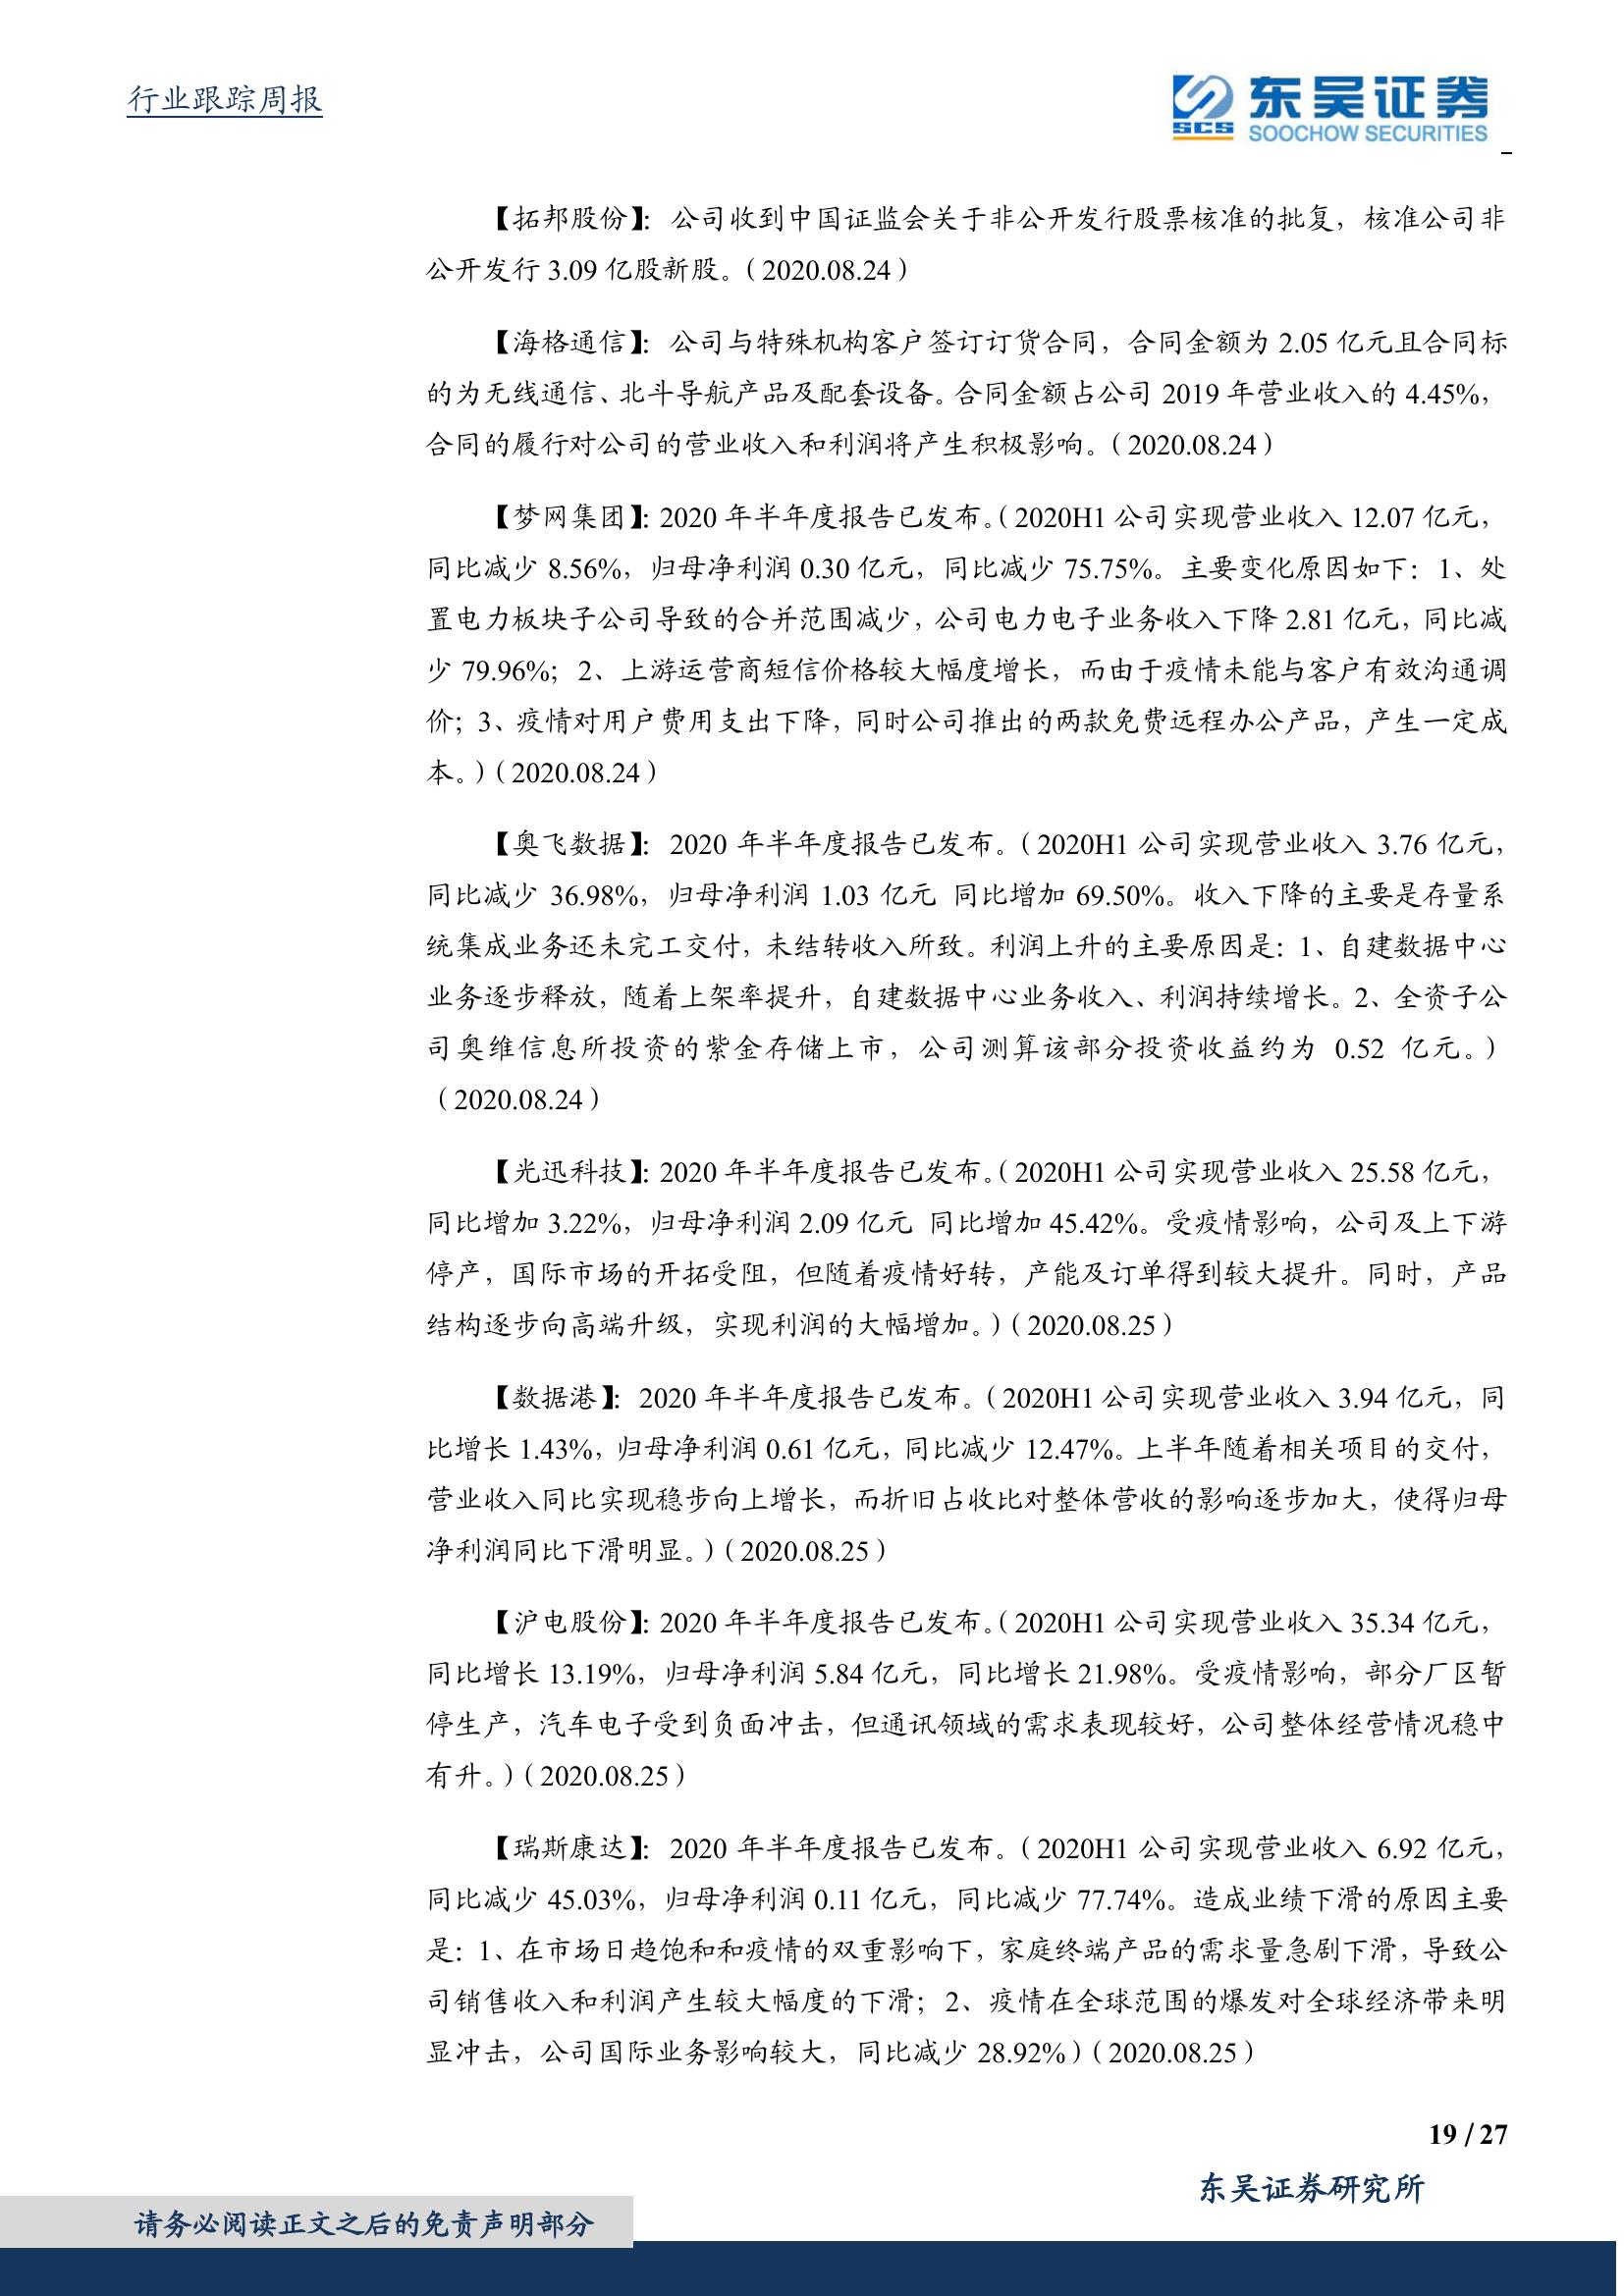 行业跟踪周报
SCS
东吴证券
SOOCHOW SECURITIES
【拓邦股份】：公司收到中国证监会关于非公开发行股票核准的批复，核准公司非
公开发行 3.09 亿股新股。（2020.08.24）
【海格通信】：公司与特殊机构客户签订订货合同，合同金额为 2.05 亿元且合同标
的为无线通信、北斗导航产品及配套设备。合同金额占公司 2019 年营业收入的 4.45%，
合同的履行对公司的营业收入和利润将产生积极影响。（2020.08.24）
【梦网集团】：2020 年半年度报告已发布。（2020H1 公司实现营业收入 12.07 亿元，
同比减少 8.56%，归母净利润 0.30 亿元，同比减少 75.75%。主要变化原因如下：1、处
置电力板块子公司导致的合并范围减少，公司电力电子业务收入下降 2.81 亿元，同比减
少 79.96%；2、上游运营商短信价格较大幅度增长，而由于疫情未能与客户有效沟通调
价；3、疫情对用户费用支出下降，同时公司推出的两款免费远程办公产品，产生一定成
本。）（2020.08.24）
【奥飞数据】：2020 年半年度报告已发布。（2020H1 公司实现营业收入 3.76 亿元，
同比减少 36.98%，归母净利润 1.03 亿元 同比增加 69.50%。收入下降的主要是存量系
统集成业务还未完工交付，未结转收入所致。利润上升的主要原因是：1、自建数据中心
业务逐步释放，随着上架率提升，自建数据中心业务收入、利润持续增长。2、全资子公
司奥维信息所投资的紫金存储上市，公司测算该部分投资收益约为 0.52 亿元。）
（2020.08.24）
【光迅科技】：2020 年半年度报告已发布。（2020H1 公司实现营业收入 25.58 亿元，
同比增加 3.22%，归母净利润 2.09 亿元 同比增加 45.42%。受疫情影响，公司及上下游
停产，国际市场的开拓受阻，但随着疫情好转，产能及订单得到较大提升。同时，产品
结构逐步向高端升级，实现利润的大幅增加。）（2020.08.25）
【数据港】：2020 年半年度报告已发布。（2020H1 公司实现营业收入 3.94 亿元，同
比增长 1.43%，归母净利润 0.61 亿元，同比减少 12.47%。上半年随着相关项目的交付，
营业收入同比实现稳步向上增长，而折旧占收比对整体营收的影响逐步加大，使得归母
净利润同比下滑明显。）（2020.08.25）
【沪电股份】：2020 年半年度报告已发布。（2020H1 公司实现营业收入 35.34 亿元，
同比增长 13.19%，归母净利润 5.84 亿元，同比增长 21.98%。受疫情影响，部分厂区暂
停生产，汽车电子受到负面冲击，但通讯领域的需求表现较好，公司整体经营情况稳中
有升。）（2020.08.25）
【瑞斯康达】：2020 年半年度报告已发布。（2020H1 公司实现营业收入 6.92 亿元，
同比减少 45.03%，归母净利润 0.11 亿元，同比减少 77.74%。造成业绩下滑的原因主要
是：1、在市场日趋饱和和疫情的双重影响下，家庭终端产品的需求量急剧下滑，导致公
司销售收入和利润产生较大幅度的下滑；2、疫情在全球范围的爆发对全球经济带来明
显冲击，公司国际业务影响较大，同比减少 28.92%）（2020.08.25）
19 / 27
东吴证券研究所
请务必阅读正文之后的免责声明部分